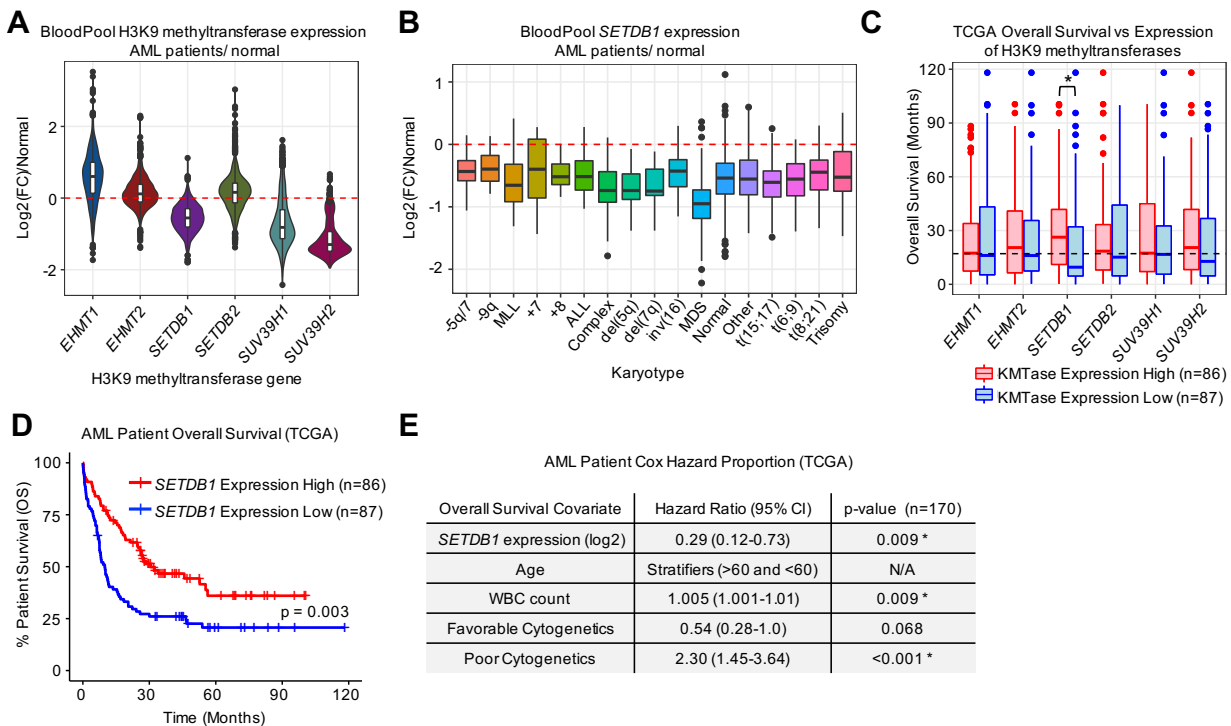 A
BloodPool H3K9 methyltransferase expression
AML patients/ normal
Log2(FC)/Normal
2
0
-2
EHMT1
EHMT2
SETDB1
SETDB2
SUV39H1
SUV39H2
H3K9 methyltransferase gene
B
BloodPool SETDB1 expression
AML patients/ normal
Log2(FC)/Normal
1
0
-1
-2
-5q/7
-9q
MLL
+7
+8
ALL
Complex
del(5q)
del(7q)
inv(16)
MDS
Normal
Other
t(15;;17)
t(6;9)
t(8;21)
Trisomy
Karyotype
C
TCGA Overall Survival vs Expression
of H3K9 methyltransferases
Overall Survival (Months)
120
90
60
30
0
*
EHMT1
EHMT2
SETDB1
SETDB2
SUV39H1
SUV39H2
KMTase Expression High (n=86)
KMTase Expression Low (n=87)
D
AML Patient Overall Survival (TCGA)
% Patient Survival (OS)
100
75
50
25
0
SETDB1 Expression High (n=86)
SETDB1 Expression Low (n=87)
p = 0.003
0 30 60 90 120
Time (Months)
E
AML Patient Cox Hazard Proportion (TCGA)
Overall Survival Covariate Hazard Ratio (95% CI) p-value (n=170)
SETDB1 expression (log2) 0.29 (0.12-0.73) 0.009 *
Age Stratifiers (>60 and <60) N/A
WBC count 1.005 (1.001-1.01) 0.009 *
Favorable Cytogenetics 0.54 (0.28-1.0) 0.068
Poor Cytogenetics 2.30 (1.45-3.64) <0.001 *